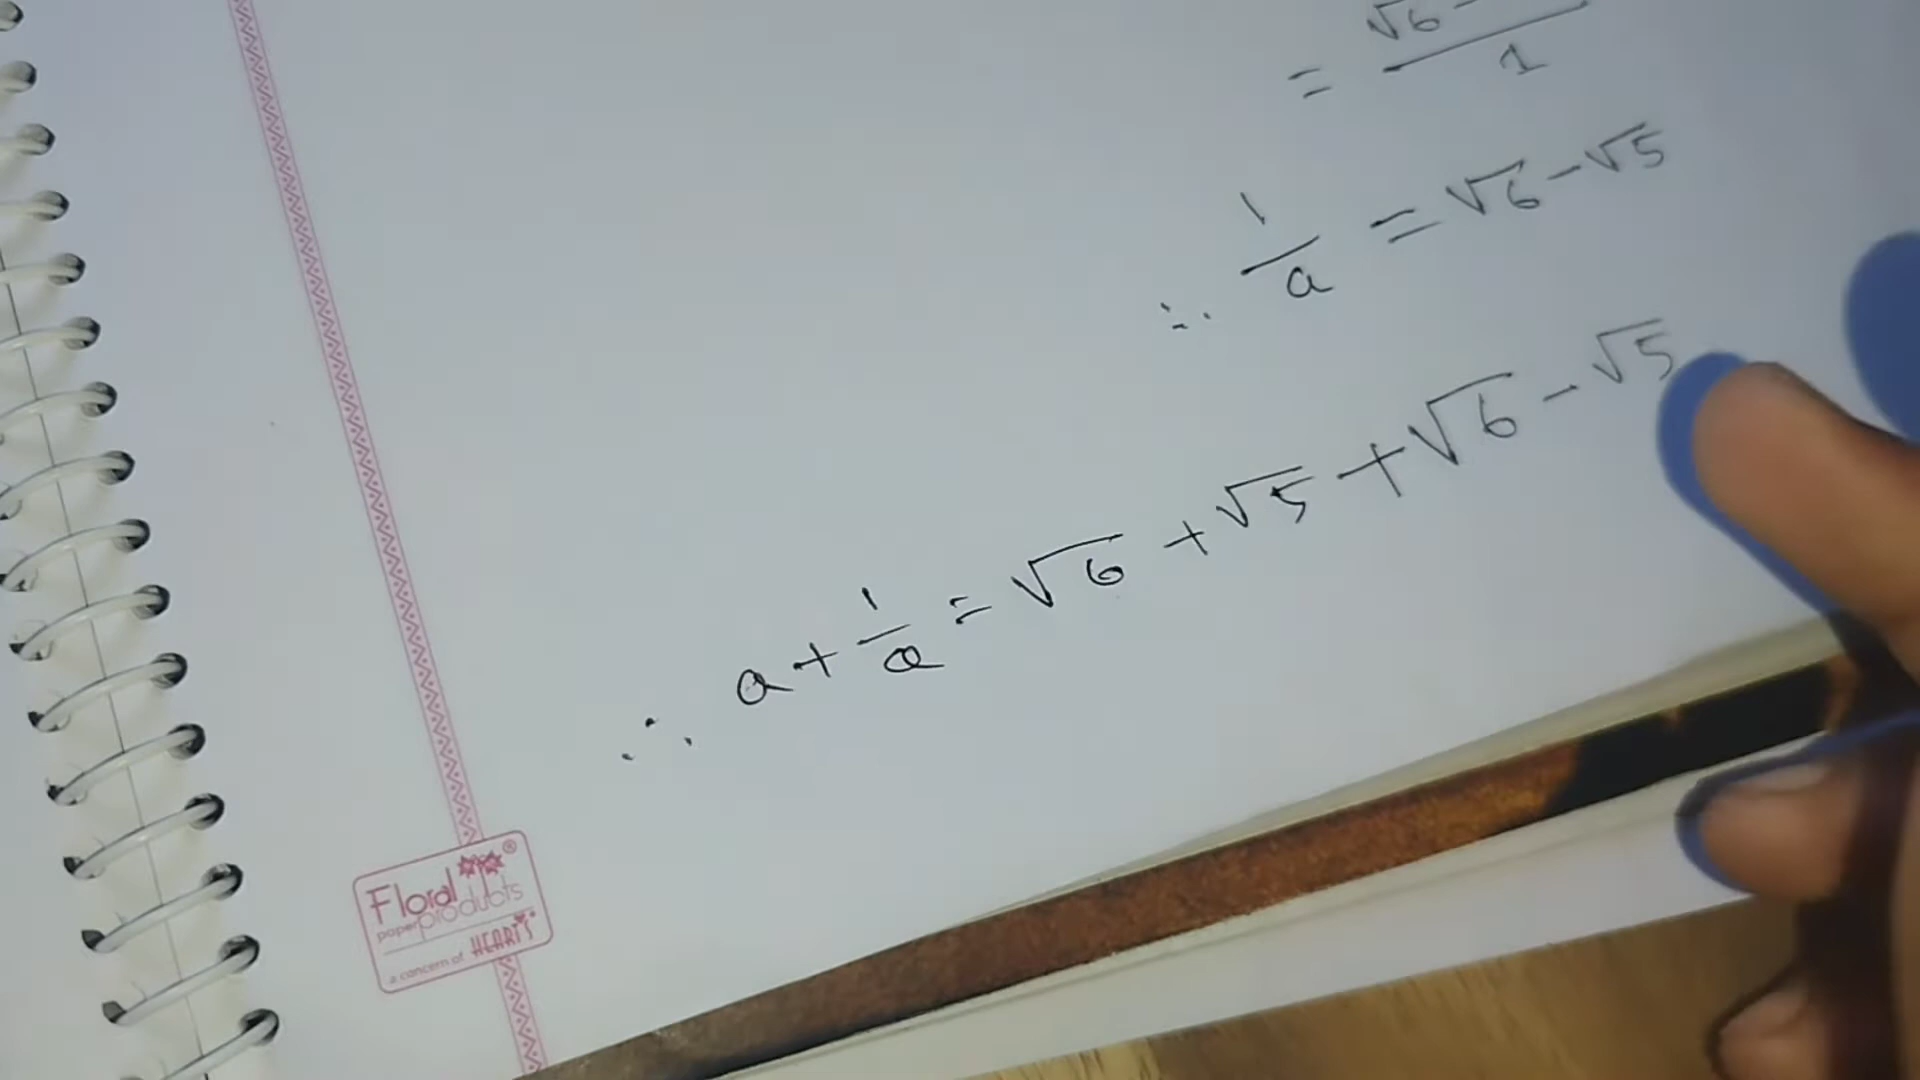 = √6 - / 1
∴ 1/a = √6 - √5
∴ a + 1/a = √6 + √5 + √6 - √5
Floral®
paper products
a concern of HEARTS